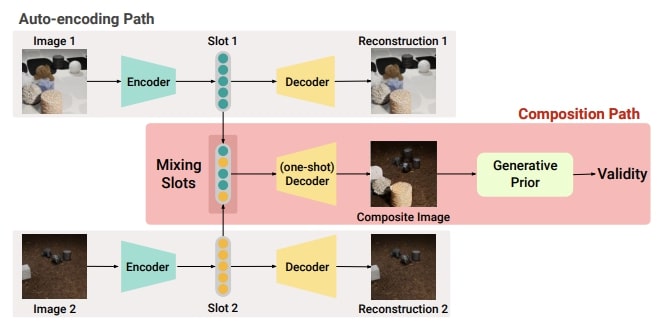 Auto-encoding Path
Image 1
Slot 1
Reconstruction 1
Encoder
Decoder
Composition Path
Mixing
Slots
(one-shot)
Decoder
Composite Image
Generative
Prior
Validity
Encoder
Decoder
Image 2
Slot 2
Reconstruction 2